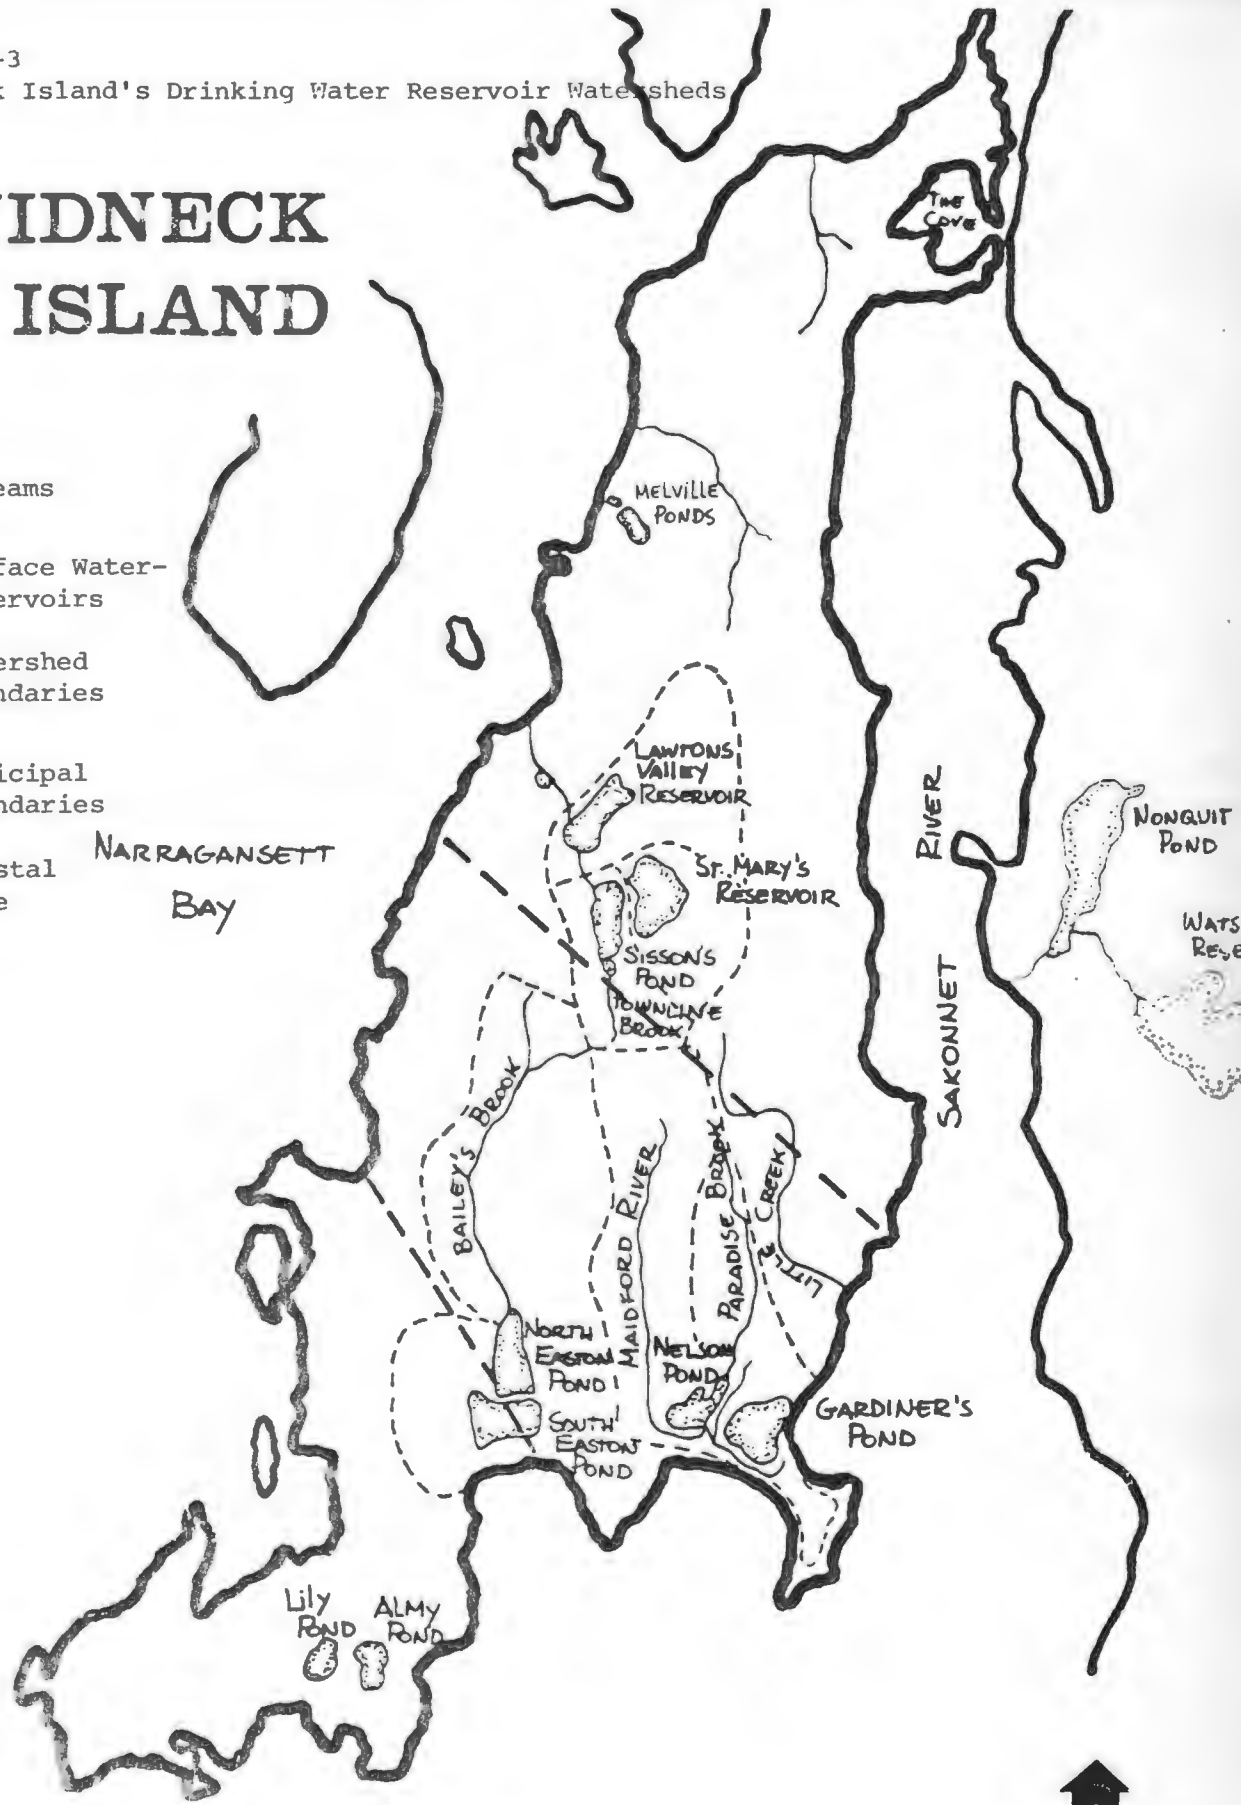 -3
k Island's Drinking Water Reservoir Watersheds
IDNECK
ISLAND
eams
face Water-
ervoirs
ershed
ndaries
icipal
ndaries
stal
e
NARRAGANSETT
BAY
THE
COVE
MELVILLE
PONDS
LAWTONS
VALLEY
RESERVOIR
ST. MARY'S
RESERVOIR
SISSON'S
POND
TOWNLINE
BROOK
SAKONNET RIVER
NONQUIT
POND
WATS
RESE
BAILEY'S BROOK
MAIDFORD RIVER
PARADISE BROOK
LITTLE CREEK
NORTH
EASTON
POND
NELSON
POND
SOUTH
EASTON
POND
GARDINER'S
POND
Lily
POND
ALMY
POND